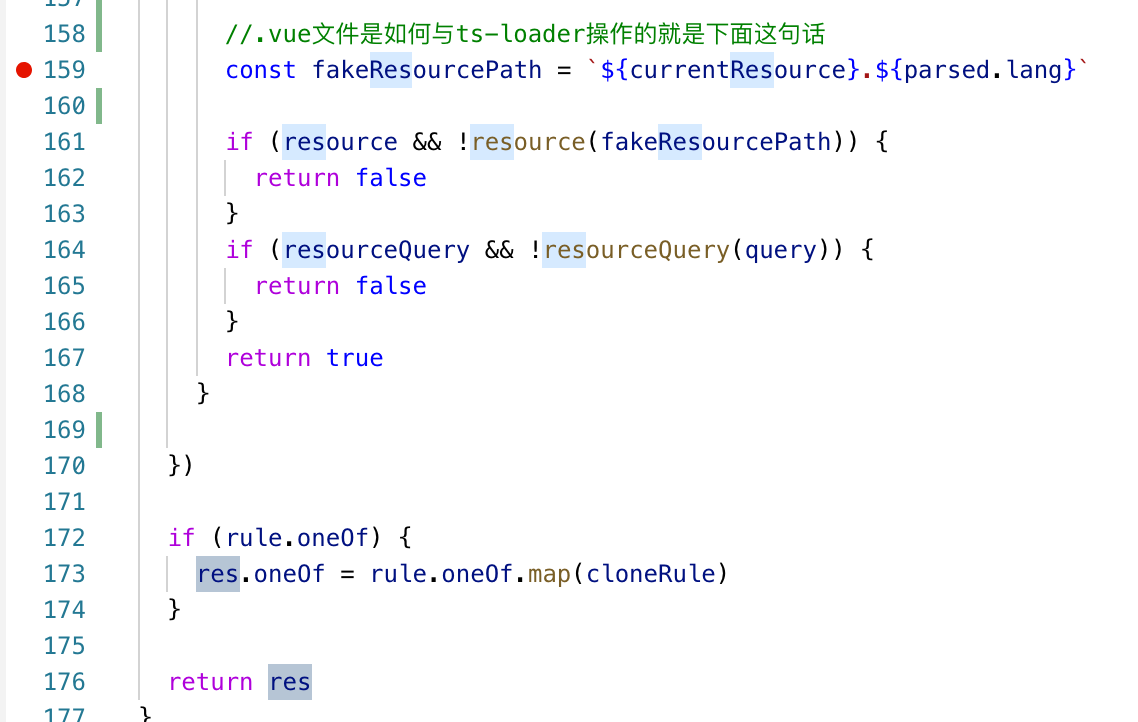 157
158 //.vue文件是如何与ts-loader操作的就是下面这句话
159 const fakeResourcePath = `${currentResource}.${parsed.lang}`
160
161 if (resource && !resource(fakeResourcePath)) {
162 return false
163 }
164 if (resourceQuery && !resourceQuery(query)) {
165 return false
166 }
167 return true
168 }
169
170 })
171
172 if (rule.oneOf) {
173 res.oneOf = rule.oneOf.map(cloneRule)
174 }
175
176 return res
177 }